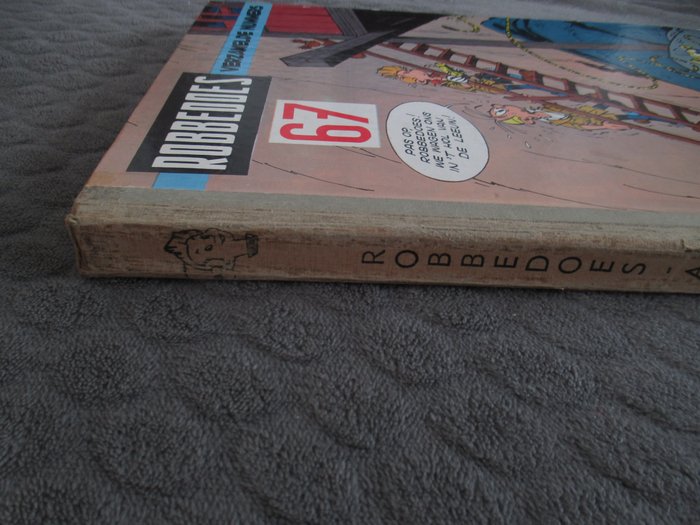 ROBBEDOES
VERZAMELDE NUMMERS
67
PAS OP,
ROBBEDOES!
WE WAGEN ONS
IN 'T HOL VAN
DE LEEUW!
ROBBEDOES - A